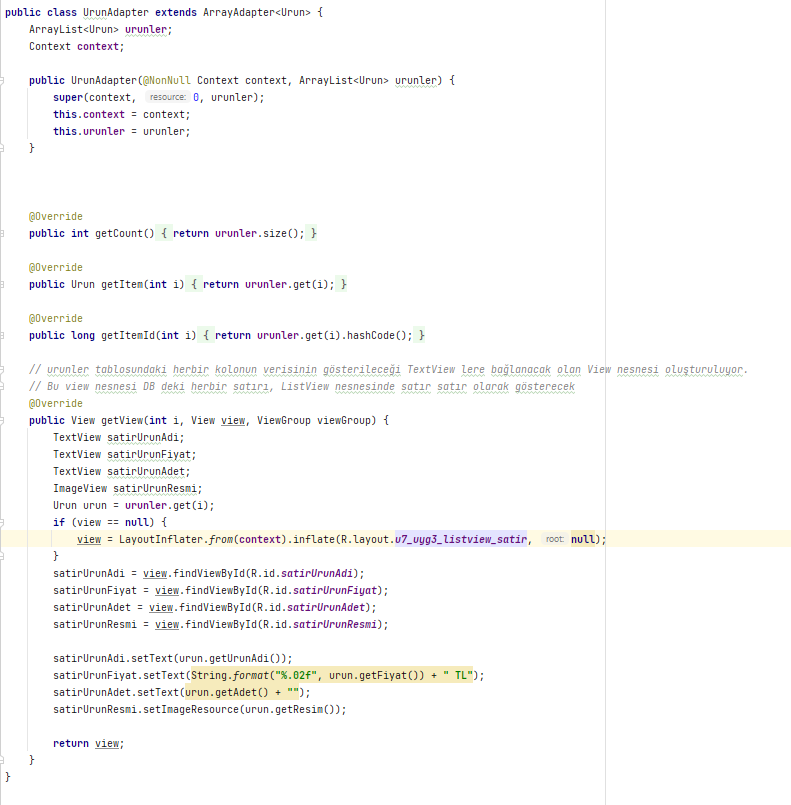 public class UrunAdapter extends ArrayAdapter<Urun> {
    ArrayList<Urun> urunler;
    Context context;

    public UrunAdapter(@NonNull Context context, ArrayList<Urun> urunler) {
        super(context, resource: 0, urunler);
        this.context = context;
        this.urunler = urunler;
    }

    @Override
    public int getCount() { return urunler.size(); }

    @Override
    public Urun getItem(int i) { return urunler.get(i); }

    @Override
    public long getItemId(int i) { return urunler.get(i).hashCode(); }

    // urunler tablosundaki herbir kolonun verisinin gösterileceği TextView lere bağlanacak olan View nesnesi oluşturuluyor.
    // Bu view nesnesi DB deki herbir satırı, ListView nesnesinde satır satır olarak gösterecek
    @Override
    public View getView(int i, View view, ViewGroup viewGroup) {
        TextView satirUrunAdi;
        TextView satirUrunFiyat;
        TextView satirUrunAdet;
        ImageView satirUrunResmi;
        Urun urun = urunler.get(i);
        if (view == null) {
            view = LayoutInflater.from(context).inflate(R.layout.u7_uyg3_listview_satir, root: null);
        }
        satirUrunAdi = view.findViewById(R.id.satirUrunAdi);
        satirUrunFiyat = view.findViewById(R.id.satirUrunFiyat);
        satirUrunAdet = view.findViewById(R.id.satirUrunAdet);
        satirUrunResmi = view.findViewById(R.id.satirUrunResmi);

        satirUrunAdi.setText(urun.getUrunAdi());
        satirUrunFiyat.setText(String.format("%.02f", urun.getFiyat()) + " TL");
        satirUrunAdet.setText(urun.getAdet() + "");
        satirUrunResmi.setImageResource(urun.getResim());

        return view;
    }
}